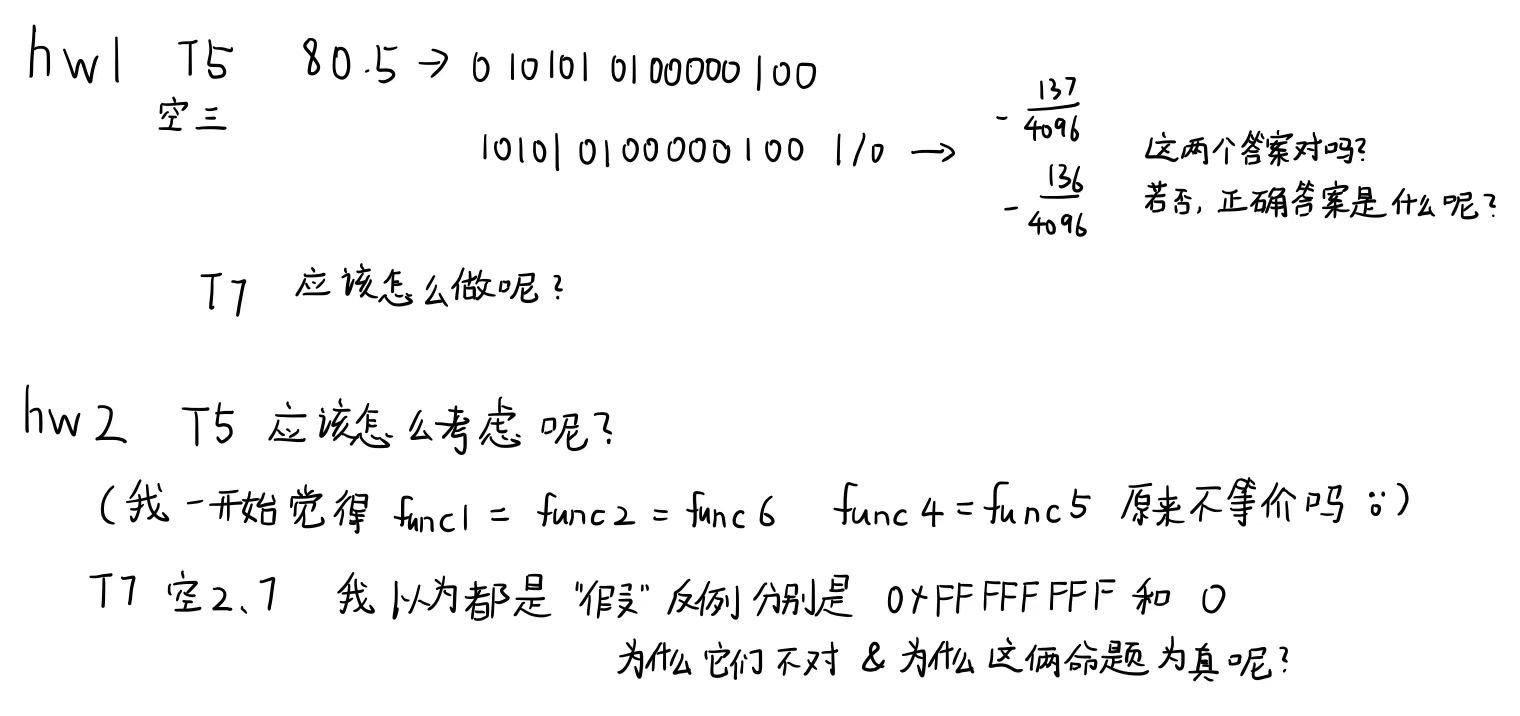 hw1 T5 80.5 → 0 10101 0100000100
空三
10101 0100000100 1/0 → -137/4096
-136/4096
这两个答案对吗?
若否, 正确答案是什么呢?
T7 应该怎么做呢?
hw2 T5 应该怎么考虑呢?
(我一开始觉得 func1 = func2 = func6 func4 = func5 原来不等价吗)
T7 空2、7 我以为都是"假" 反例分别是 0xFFFFFFFF 和 0
为什么它们不对 & 为什么这俩命题为真呢?